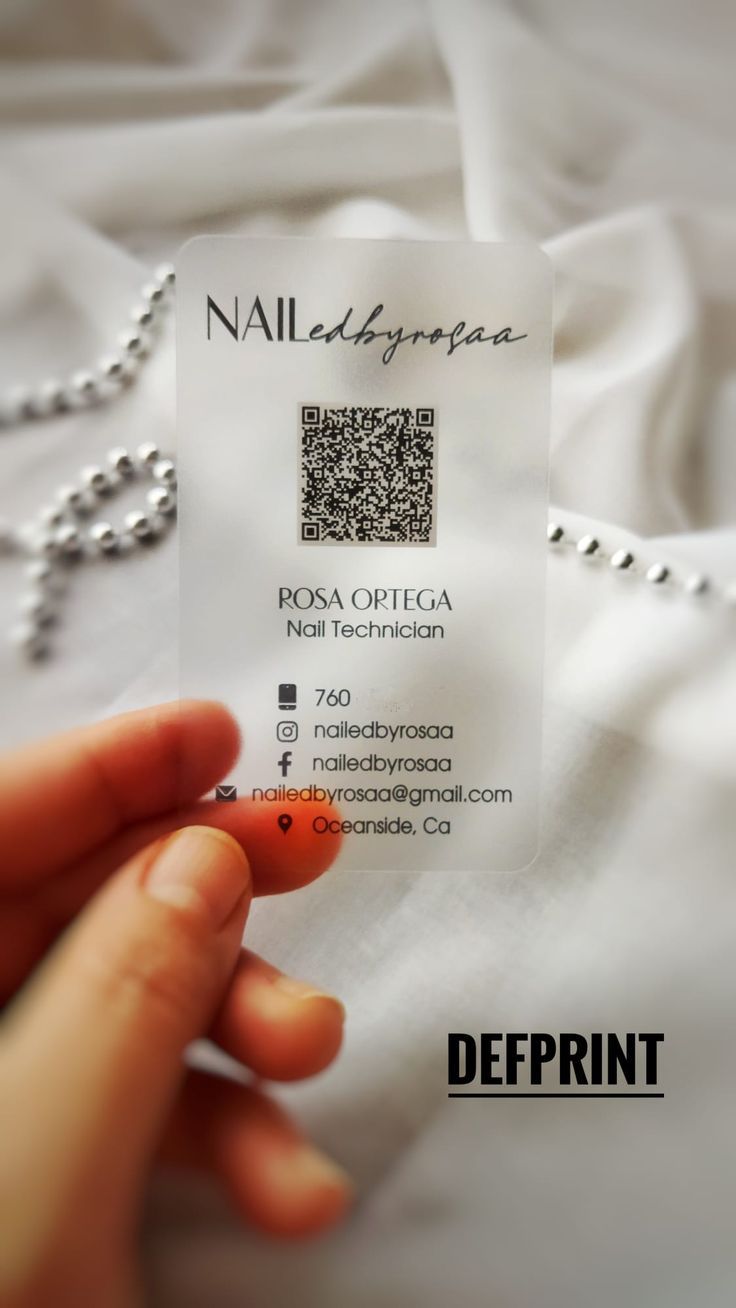 NAILedbyrosaa
ROSA ORTEGA
Nail Technician
760
nailedbyrosaa
nailedbyrosaa
nailedbyrosaa@gmail.com
Oceanside, Ca
DEFPRINT